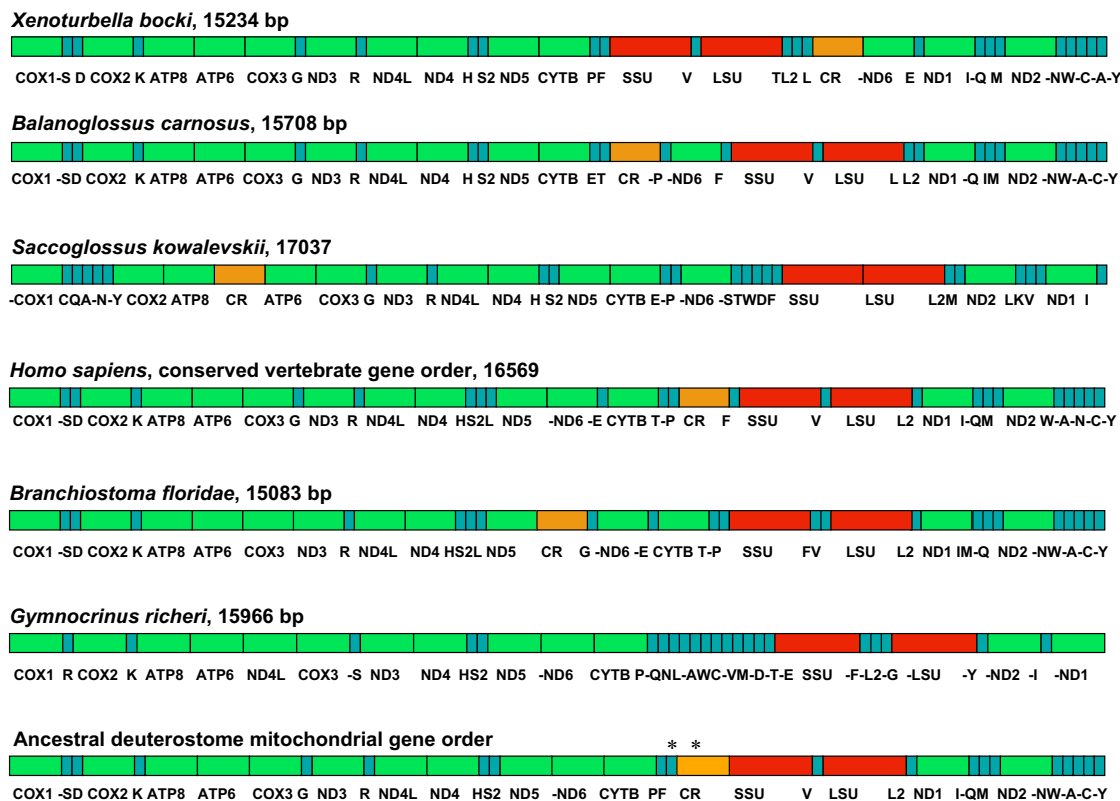 Xenoturbella bocki, 15234 bp
COX1-S D COX2 K ATP8 ATP6 COX3 G ND3 R ND4L ND4 H S2 ND5 CYTB PF SSU V LSU TL2 L CR -ND6 E ND1 I-Q M ND2 -NW-C-A-Y
Balanoglossus carnosus, 15708 bp
COX1 -SD COX2 K ATP8 ATP6 COX3 G ND3 R ND4L ND4 H S2 ND5 CYTB ET CR -P -ND6 F SSU V LSU L L2 ND1 -Q IM ND2 -NW-A-C-Y
Saccoglossus kowalevskii, 17037
-COX1 CQA-N-Y COX2 ATP8 CR ATP6 COX3 G ND3 R ND4L ND4 H S2 ND5 CYTB E-P -ND6 -STWDF SSU LSU L2M ND2 LKV ND1 I
Homo sapiens, conserved vertebrate gene order, 16569
COX1 -SD COX2 K ATP8 ATP6 COX3 G ND3 R ND4L ND4 HS2L ND5 -ND6 -E CYTB T-P CR F SSU V LSU L2 ND1 I-QM ND2 W-A-N-C-Y
Branchiostoma floridae, 15083 bp
COX1 -SD COX2 K ATP8 ATP6 COX3 ND3 R ND4L ND4 HS2L ND5 CR G -ND6 -E CYTB T-P SSU FV LSU L2 ND1 IM-Q ND2 -NW-A-C-Y
Gymnocrinus richeri, 15966 bp
COX1 R COX2 K ATP8 ATP6 ND4L COX3 -S ND3 ND4 HS2 ND5 -ND6 CYTB P-QNL-AWC-VM-D-T-E SSU -F-L2-G -LSU -Y -ND2 -I -ND1
Ancestral deuterostome mitochondrial gene order * *
COX1 -SD COX2 K ATP8 ATP6 COX3 G ND3 R ND4L ND4 HS2 ND5 -ND6 CYTB PF CR SSU V LSU L2 ND1 I-QM ND2 -NW-A-C-Y